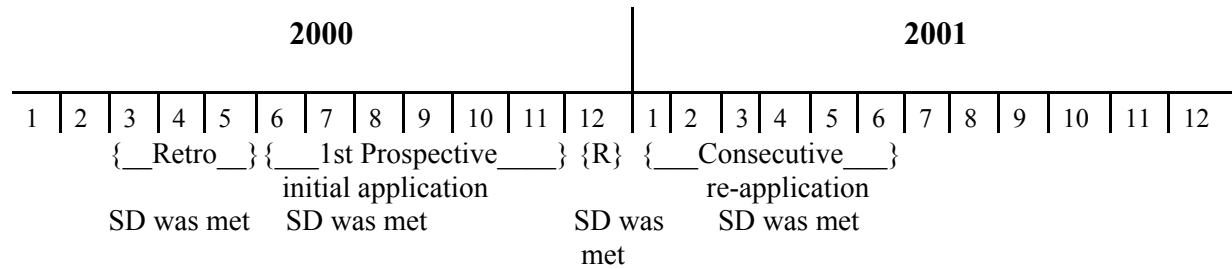 2000 2001
1 2 3 4 5 6 7 8 9 10 11 12 1 2 3 4 5 6 7 8 9 10 11 12
{__Retro__} {___1st Prospective____} {R} {___Consecutive___}
initial application re-application
SD was met SD was met SD was SD was met
met